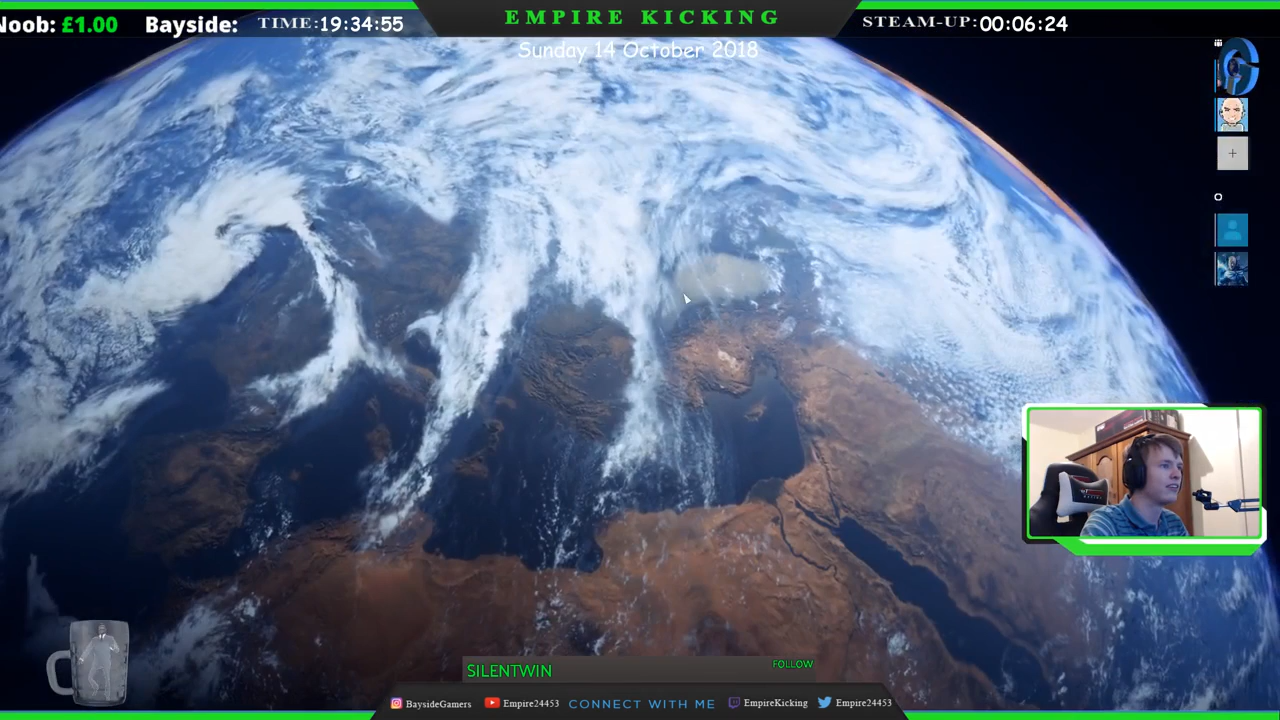 Noob: £1.00 Bayside: TIME:19:34:55
EMPIRE KICKING
STEAM-UP:00:06:24
Sunday 14 October 2018
SILENTWIN
FOLLOW
BaysideGamers Empire24453 CONNECT WITH ME EmpireKicking Empire24453